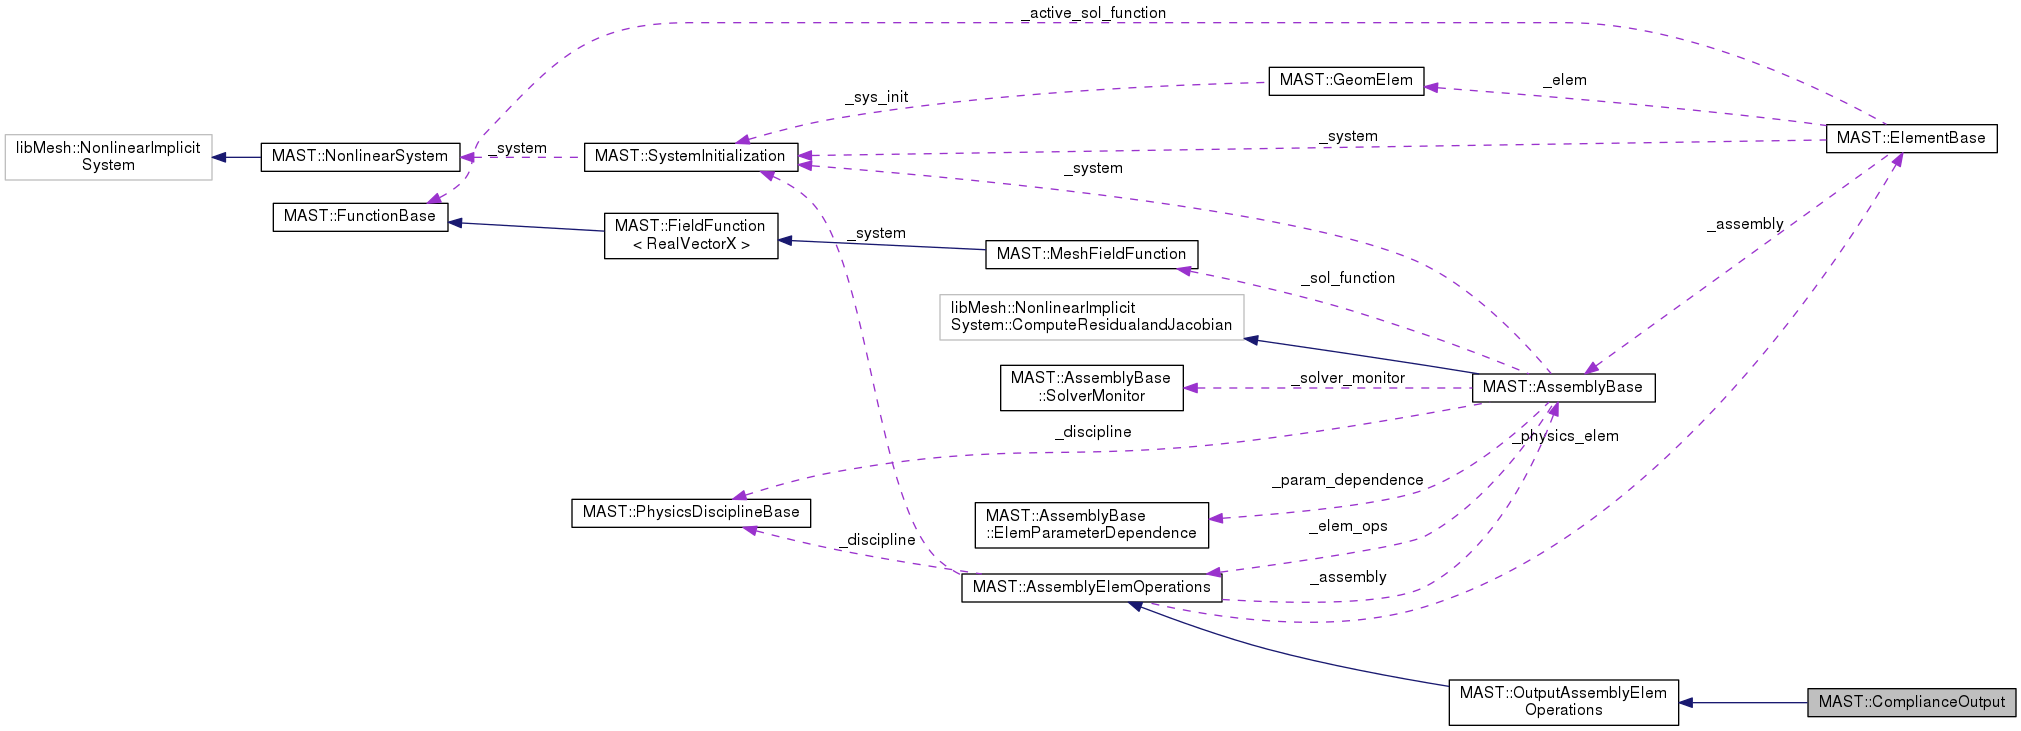 _active_sol_function
MAST::GeomElem
_elem
_sys_init
MAST::ElementBase
_system
libMesh::NonlinearImplicit
System
MAST::NonlinearSystem
_system
MAST::SystemInitialization
_system
MAST::FunctionBase
MAST::FieldFunction
< RealVectorX >
_system
MAST::MeshFieldFunction
_assembly
_sol_function
libMesh::NonlinearImplicit
System::ComputeResidualandJacobian
MAST::AssemblyBase
::SolverMonitor
_solver_monitor
MAST::AssemblyBase
_discipline
_physics_elem
_param_dependence
MAST::PhysicsDisciplineBase
MAST::AssemblyBase
::ElemParameterDependence
_elem_ops
_discipline
_assembly
MAST::AssemblyElemOperations
MAST::OutputAssemblyElem
Operations
MAST::ComplianceOutput